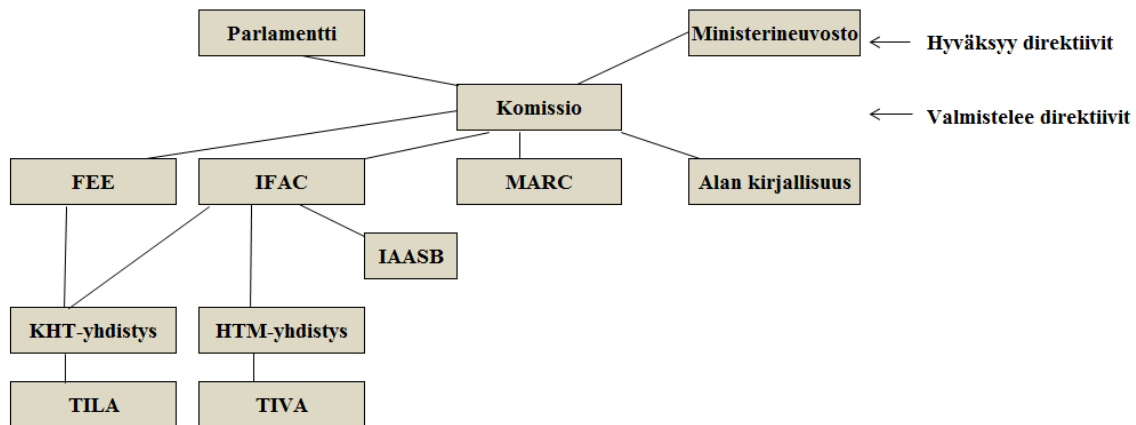 Parlamentti
Ministerineuvosto
Hyväksyy direktiivit
Komissio
Valmistelee direktiivit
FEE
IFAC
MARC
Alan kirjallisuus
IAASB
KHT-yhdistys
HTM-yhdistys
TILA
TIVA